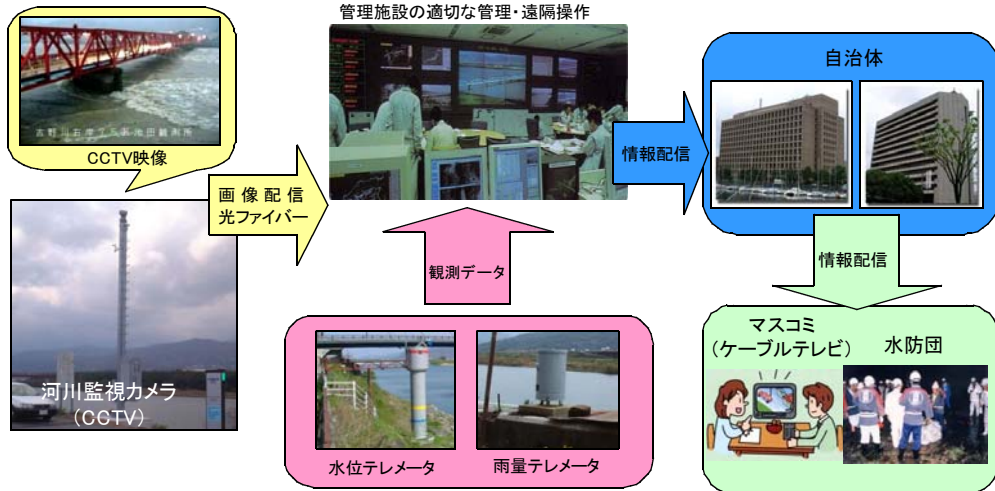 管理施設の適切な管理・遠隔操作
CCTV映像
画像配信
光ファイバー
河川監視カメラ
(CCTV)
観測データ
水位テレメータ
雨量テレメータ
情報配信
自治体
情報配信
マスコミ
(ケーブルテレビ)
水防団